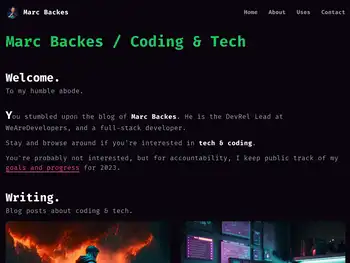 Marc Backes
Home About Uses Contact
Marc Backes / Coding & Tech
Welcome.
To my humble abode.
You stumbled upon the blog of Marc Backes. He is the DevRel Lead at
WeAreDevelopers, and a full-stack developer.
Stay and browse around if you're interested in tech & coding.
You're probably not interested, but for accountability, I keep public track of my
goals and progress for 2023.
Writing.
Blog posts about coding & tech.